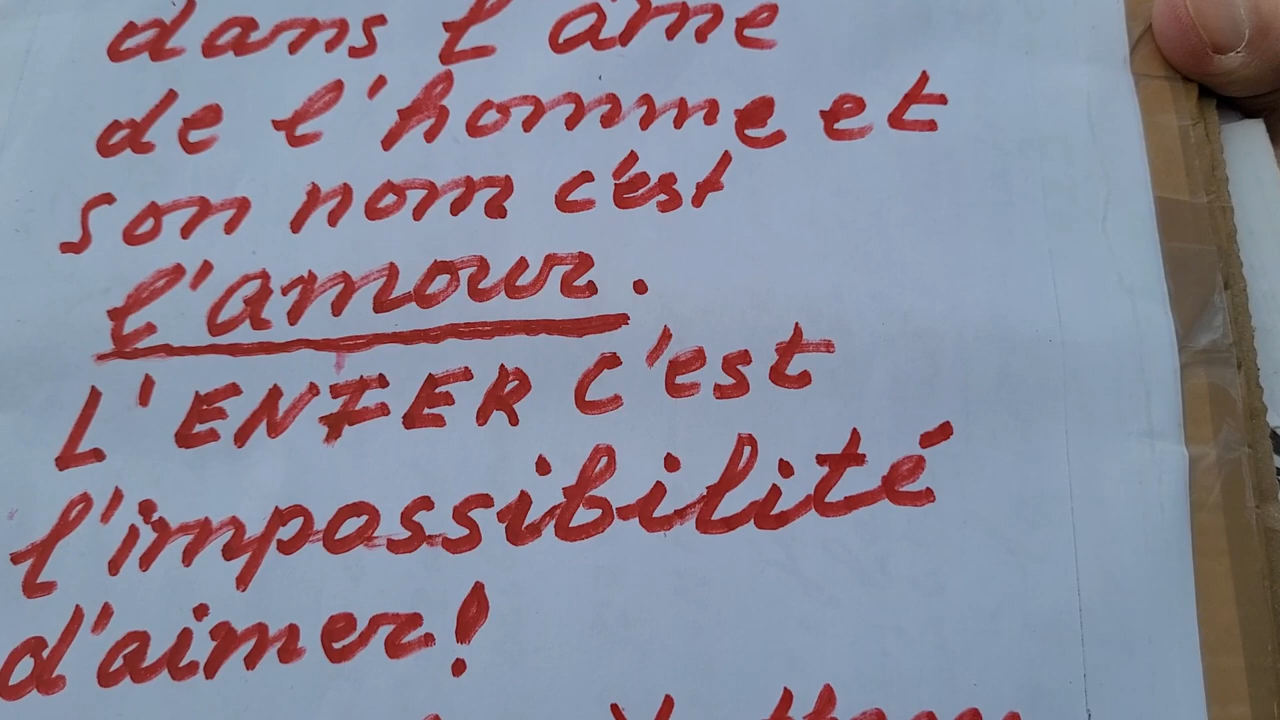 dans l'âme
de l'homme et
son nom c'est
l'amour.
L'ENFER c'est
l'impossibilité
d'aimer!